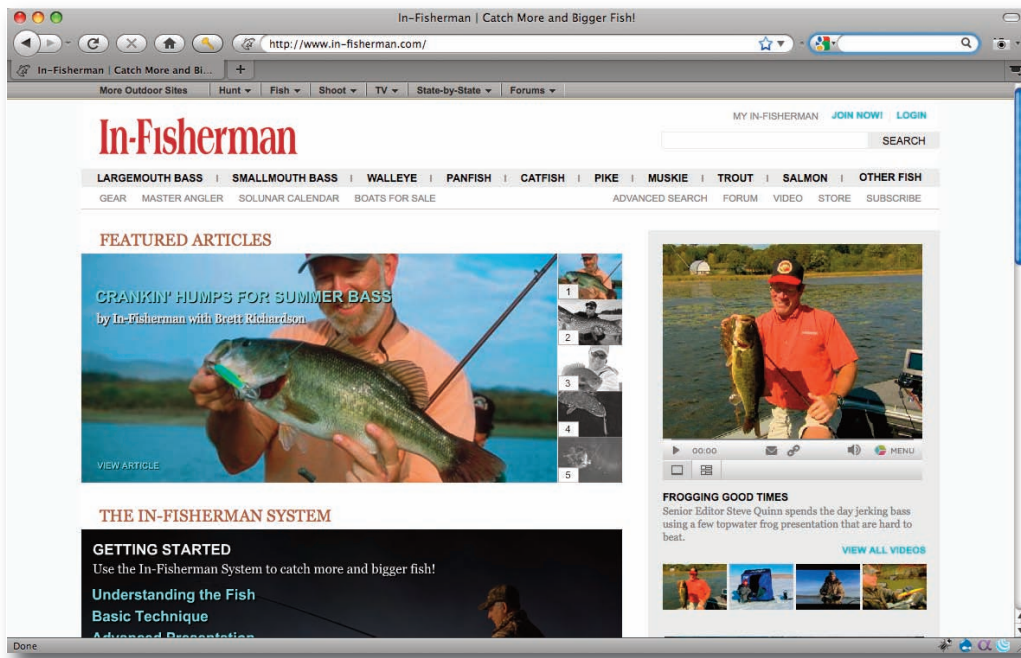 In-Fisherman | Catch More and Bigger Fish!
http://www.in-fisherman.com/
In-Fisherman | Catch More and Bi...
More Outdoor Sites Hunt Fish Shoot TV State-by-State Forums
MY IN-FISHERMAN JOIN NOW! LOGIN
In-Fisherman
SEARCH
LARGEMOUTH BASS | SMALLMOUTH BASS | WALLEYE | PANFISH | CATFISH | PIKE | MUSKIE | TROUT | SALMON | OTHER FISH
GEAR MASTER ANGLER SOLUNAR CALENDAR BOATS FOR SALE ADVANCED SEARCH FORUM VIDEO STORE SUBSCRIBE
FEATURED ARTICLES
CRANKIN' HUMPS FOR SUMMER BASS
by In-Fisherman with Brett Richardson
1
2
3
4
5
VIEW ARTICLE
00:00 MENU
FROGGING GOOD TIMES
Senior Editor Steve Quinn spends the day jerking bass
using a few topwater frog presentation that are hard to
beat.
VIEW ALL VIDEOS
THE IN-FISHERMAN SYSTEM
GETTING STARTED
Use the In-Fisherman System to catch more and bigger fish!
Understanding the Fish
Basic Technique
Advanced Presentation
Done